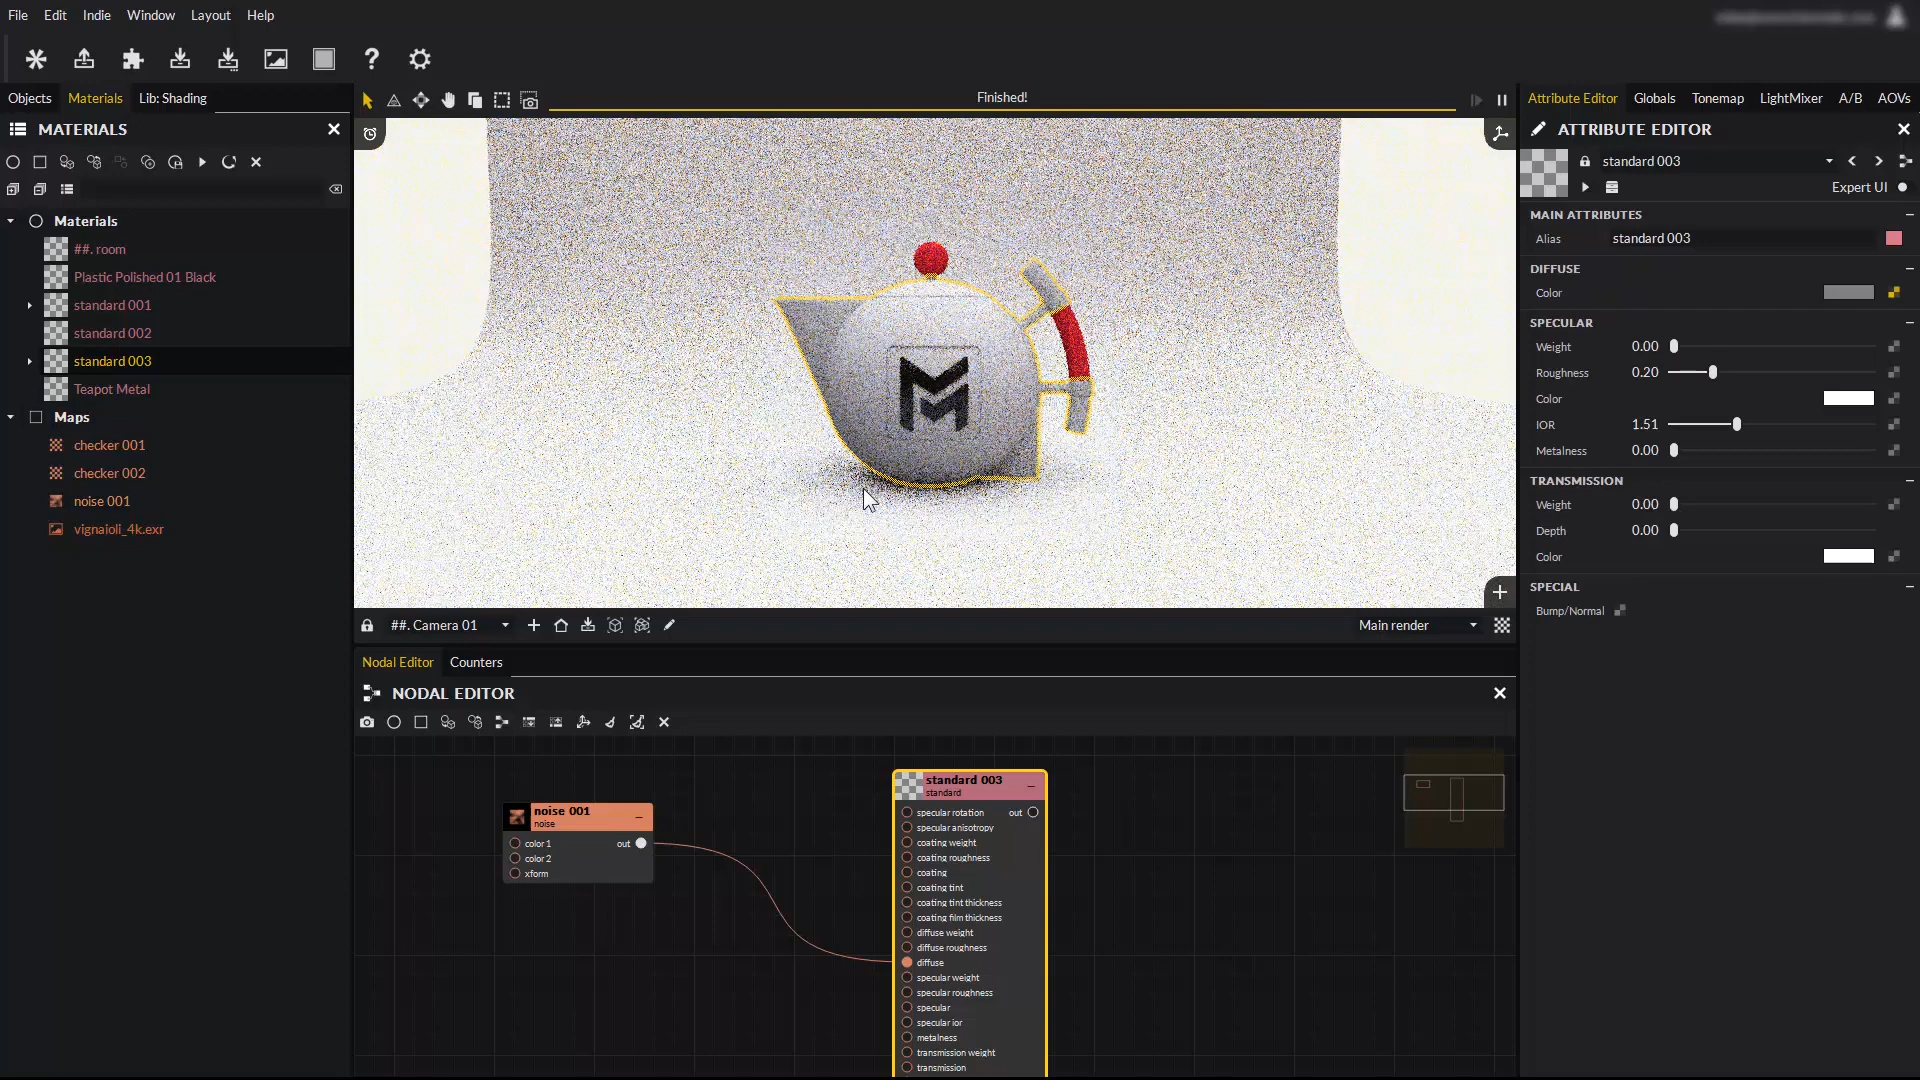 File Edit Indie Window Layout Help
Objects Materials Lib: Shading
Finished!
Attribute Editor Globals Tonemap LightMixer A/B AOVs
MATERIALS
ATTRIBUTE EDITOR
standard 003
Expert UI
Materials
##. room
Plastic Polished 01 Black
standard 001
standard 002
standard 003
Teapot Metal
Maps
checker 001
checker 002
noise 001
vignaioli_4k.exr
MAIN ATTRIBUTES
Alias standard 003
DIFFUSE
Color
SPECULAR
Weight 0.00
Roughness 0.20
Color
IOR 1.51
Metalness 0.00
TRANSMISSION
Weight 0.00
Depth 0.00
Color
SPECIAL
Bump/Normal
##. Camera 01
Main render
Nodal Editor Counters
NODAL EDITOR
noise 001
noise
color 1 out
color 2
xform
standard 003
standard
specular rotation out
specular anisotropy
coating weight
coating roughness
coating
coating tint
coating tint thickness
coating film thickness
diffuse weight
diffuse roughness
diffuse
specular weight
specular roughness
specular
specular ior
metalness
transmission weight
transmission